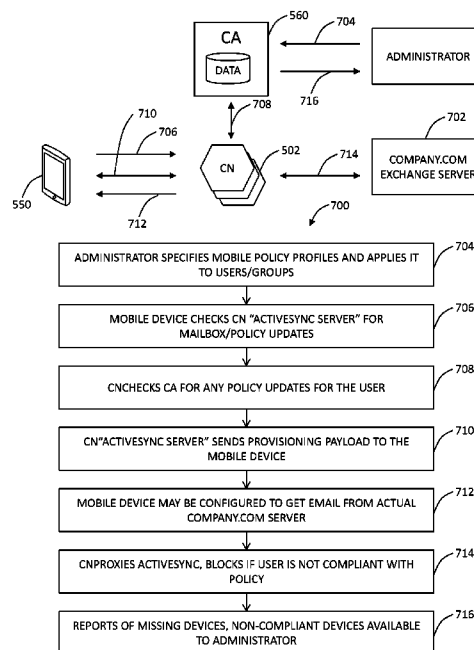 560
704
CA
DATA
ADMINISTRATOR
716
702
710
708
706
502
COMPANY.COM
EXCHANGE SERVER
CN
714
550
712
700
704
ADMINISTRATOR SPECIFIES MOBILE POLICY PROFILES AND APPLIES IT
TO USERS/GROUPS
706
MOBILE DEVICE CHECKS CN "ACTIVESYNC SERVER" FOR
MAILBOX/POLICY UPDATES
708
CNCHECKS CA FOR ANY POLICY UPDATES FOR THE USER
710
CN"ACTIVESYNC SERVER" SENDS PROVISIONING PAYLOAD TO THE
MOBILE DEVICE
712
MOBILE DEVICE MAY BE CONFIGURED TO GET EMAIL FROM ACTUAL
COMPANY.COM SERVER
714
CNPROXIES ACTIVESYNC, BLOCKS IF USER IS NOT COMPLIANT WITH
POLICY
716
REPORTS OF MISSING DEVICES, NON-COMPLIANT DEVICES AVAILABLE
TO ADMINISTRATOR